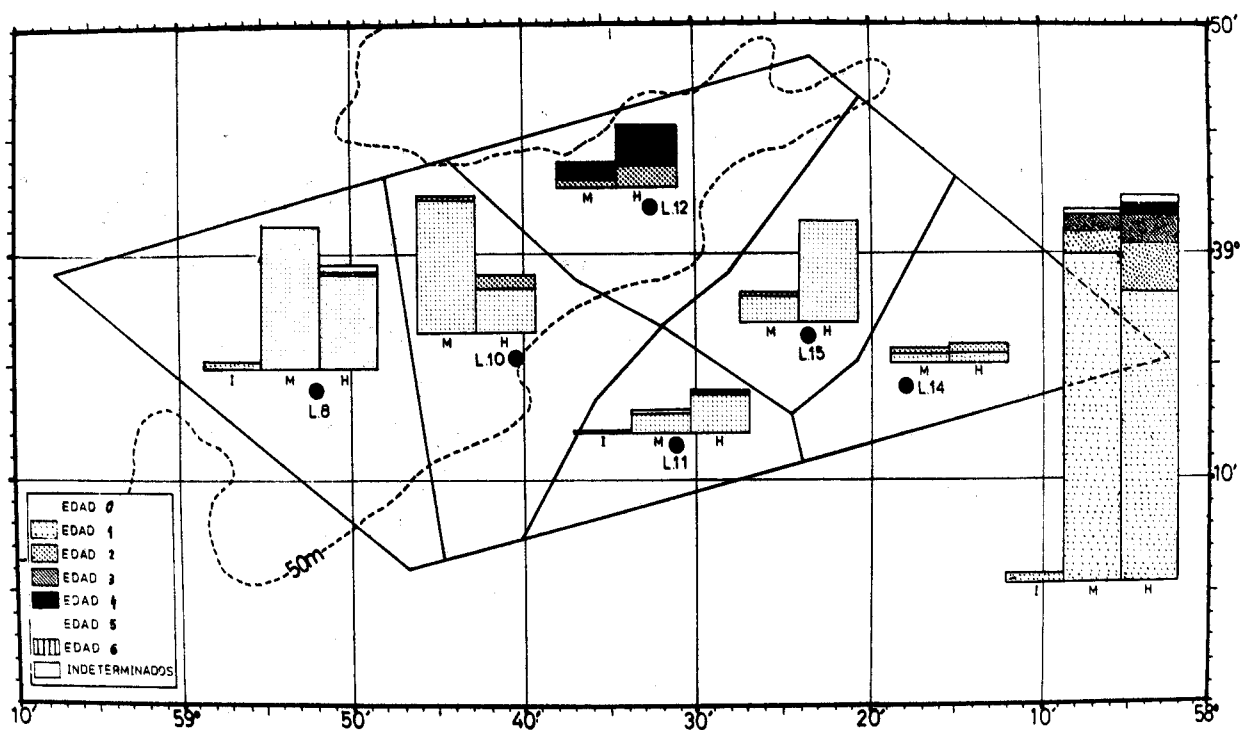 50'
M H
L.12
39°
M H
L.10
M H
L.15
I M H
L.8
M H
L.14
I M H
L.11
10'
50m
EDAD 0
EDAD 1
EDAD 2
EDAD 3
EDAD 4
EDAD 5
EDAD 6
INDETERMINADOS
I M H
10' 59° 50' 40' 30' 20' 10' 58°